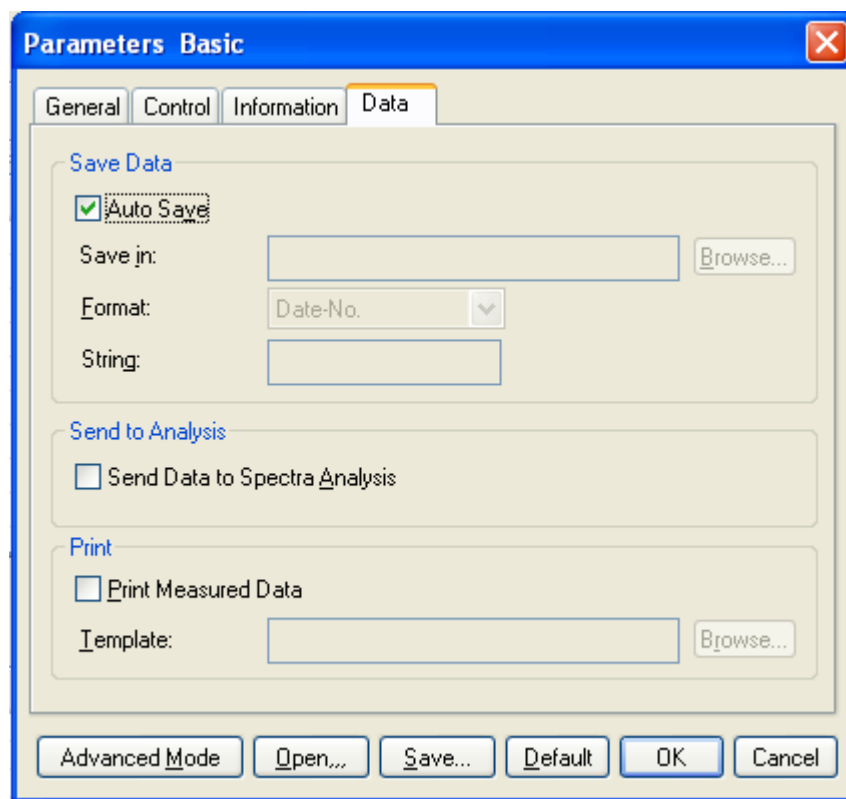 Parameters Basic
General Control Information Data
Save Data
Auto Save
Save in: Browse...
Format: Date-No.
String:
Send to Analysis
Send Data to Spectra Analysis
Print
Print Measured Data
Template: Browse...
Advanced Mode Open,,, Save... Default OK Cancel